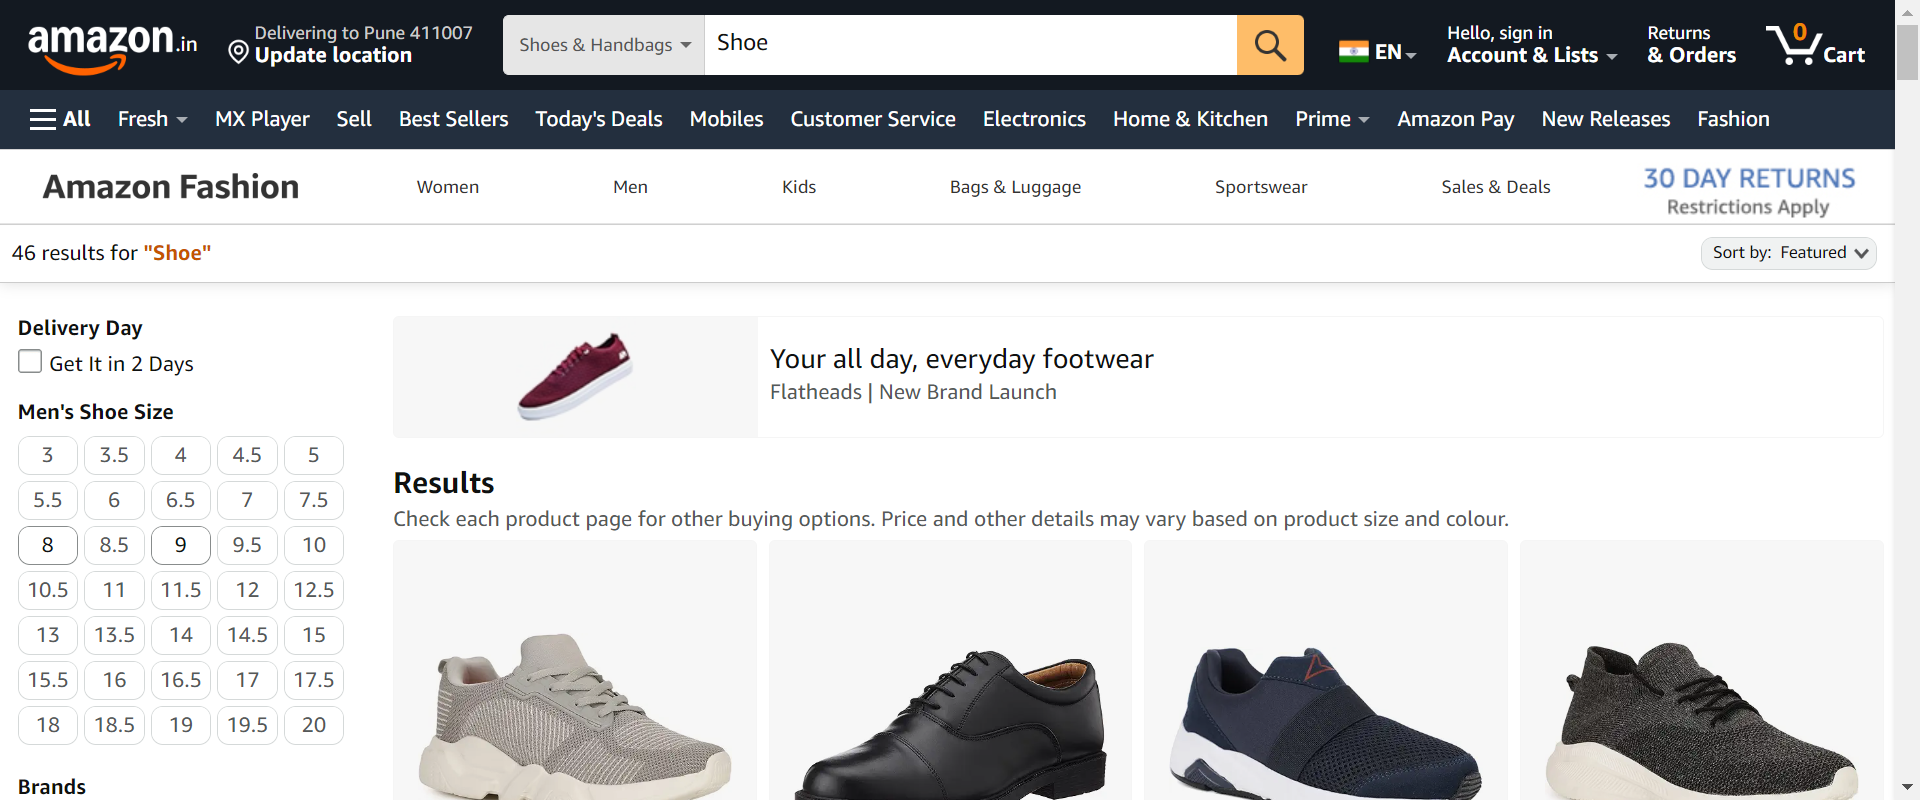 amazon.in
Delivering to Pune 411007
Update location
Shoes & Handbags
Shoe
EN
Hello, sign in
Account & Lists
Returns
& Orders
0
Cart
All
Fresh
MX Player
Sell
Best Sellers
Today's Deals
Mobiles
Customer Service
Electronics
Home & Kitchen
Prime
Amazon Pay
New Releases
Fashion
Amazon Fashion
Women
Men
Kids
Bags & Luggage
Sportswear
Sales & Deals
30 DAY RETURNS
Restrictions Apply
46 results for "Shoe"
Sort by: Featured
Delivery Day
Get It in 2 Days
Men's Shoe Size
3 3.5 4 4.5 5
5.5 6 6.5 7 7.5
8 8.5 9 9.5 10
10.5 11 11.5 12 12.5
13 13.5 14 14.5 15
15.5 16 16.5 17 17.5
18 18.5 19 19.5 20
Brands
Your all day, everyday footwear
Flatheads | New Brand Launch
Results
Check each product page for other buying options. Price and other details may vary based on product size and colour.